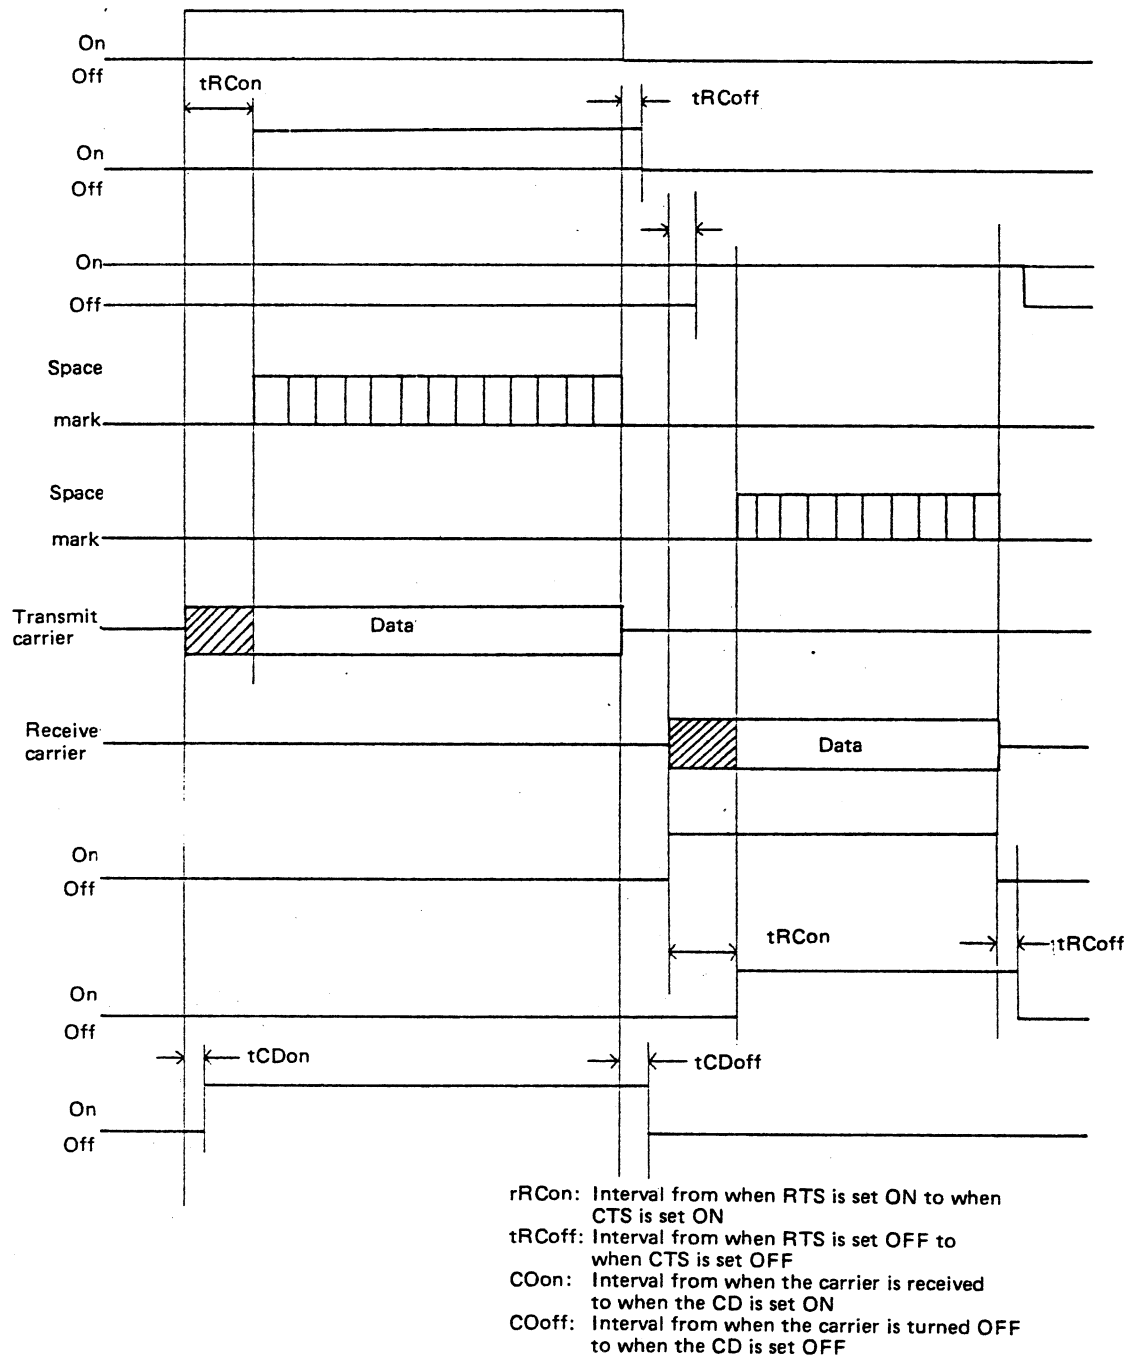 On
Off
tRCon
tRCoff
On
Off
On
Off
Space
mark
Space
mark
Transmit
carrier
Data
Receive
carrier
Data
On
Off
tRCon
tRCoff
On
Off
tCDon
tCDoff
On
Off
rRCon: Interval from when RTS is set ON to when
CTS is set ON
tRCoff: Interval from when RTS is set OFF to
when CTS is set OFF
COon: Interval from when the carrier is received
to when the CD is set ON
COoff: Interval from when the carrier is turned OFF
to when the CD is set OFF